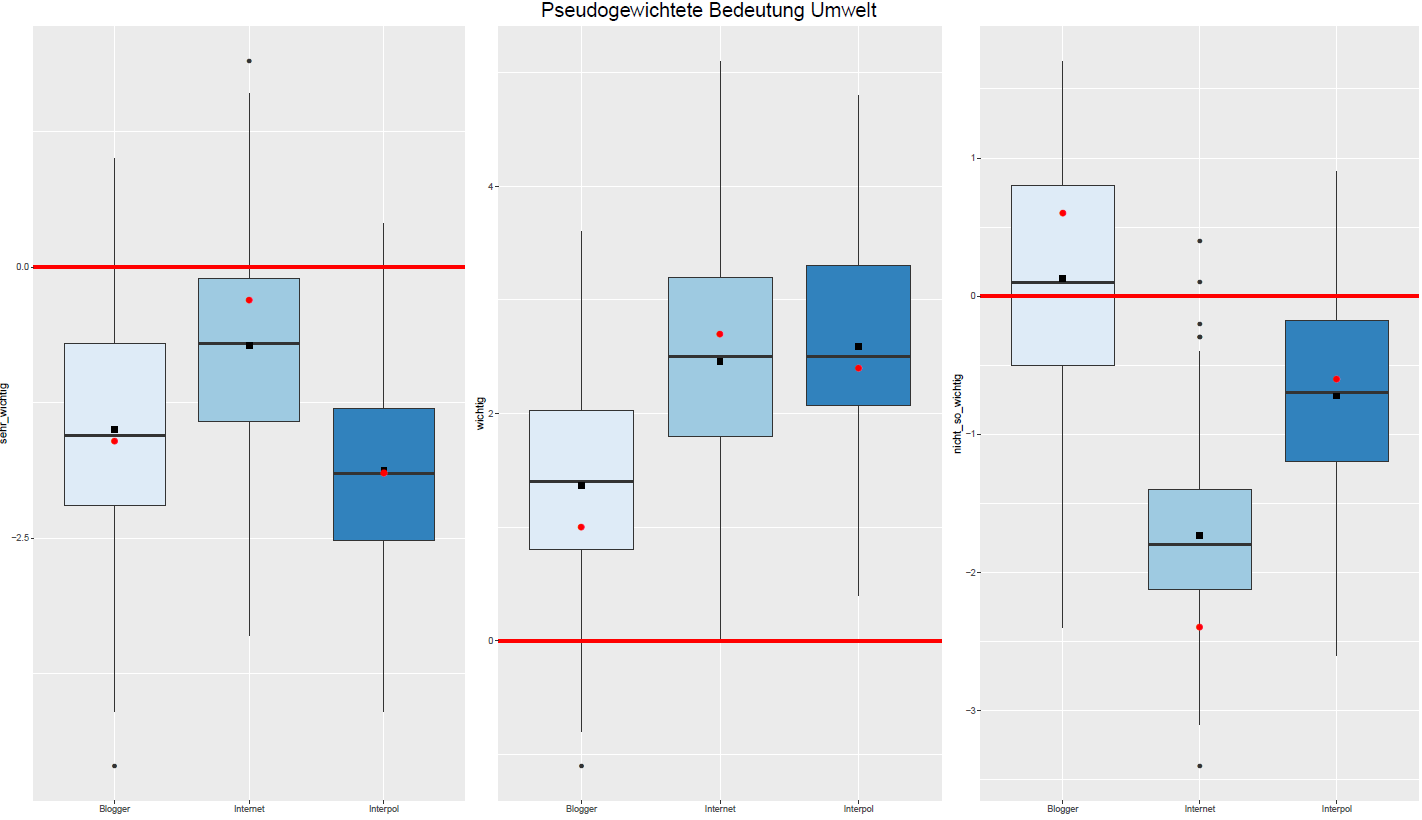 Pseudogewichtete Bedeutung Umwelt
sehr_wichtig
0.0
−2.5
Blogger Internet Interpol
wichtig
4
2
0
Blogger Internet Interpol
nicht_so_wichtig
1
0
−1
−2
−3
Blogger Internet Interpol